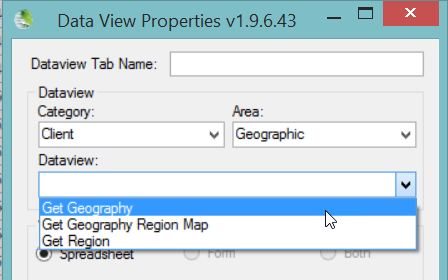 Data View Properties v1.9.6.43
Dataview Tab Name:
Dataview
Category: Area:
Client Geographic
Dataview:
Get Geography
Get Geography Region Map
Get Region
Spreadsheet Form Both